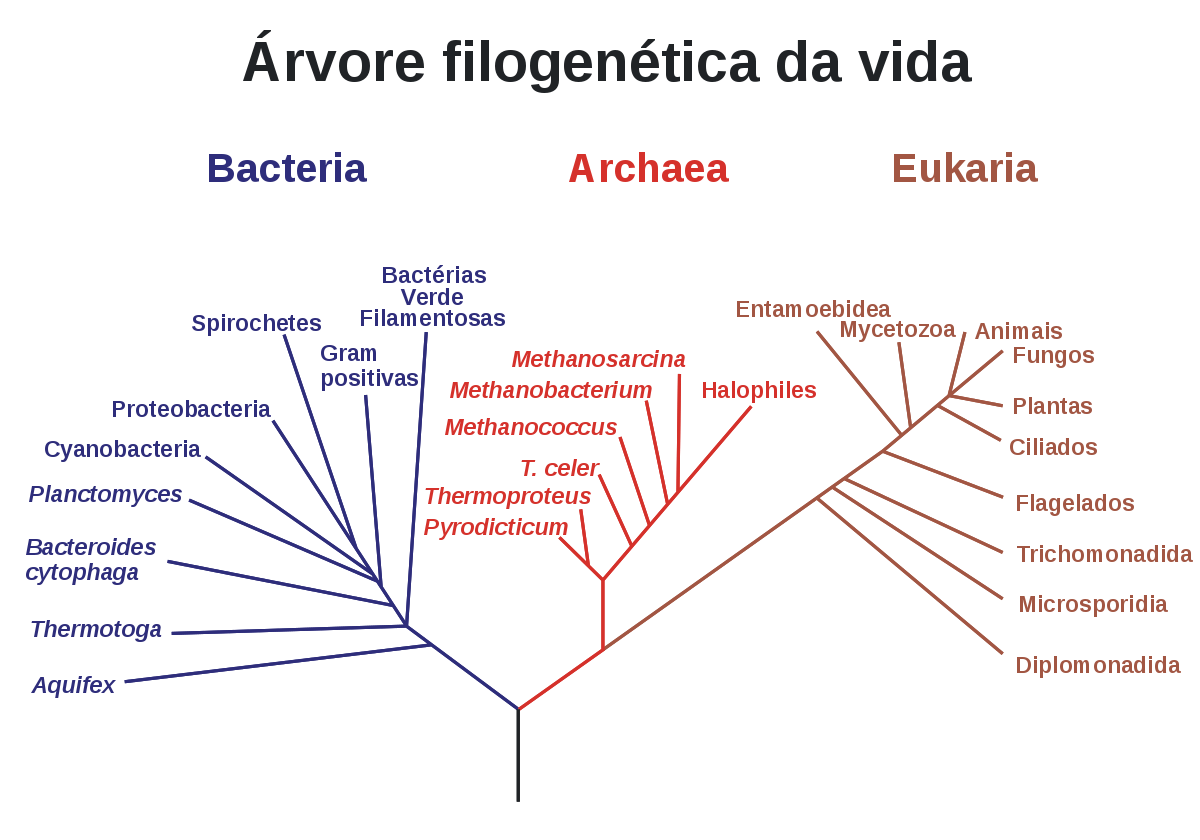 Árvore filogenética da vida
Bacteria
Archaea
Eukaria
Bactérias
Verde
Filamentosas
Spirochetes
Gram
positivas
Proteobacteria
Cyanobacteria
Planctomyces
Bacteroides
cytophaga
Thermotoga
Aquifex
Methanosarcina
Methanobacterium
Halophiles
Methanococcus
T. celer
Thermoproteus
Pyrodicticum
Entamoebidea
Mycetozoa
Animais
Fungos
Plantas
Ciliados
Flagelados
Trichomonadida
Microsporidia
Diplomonadida